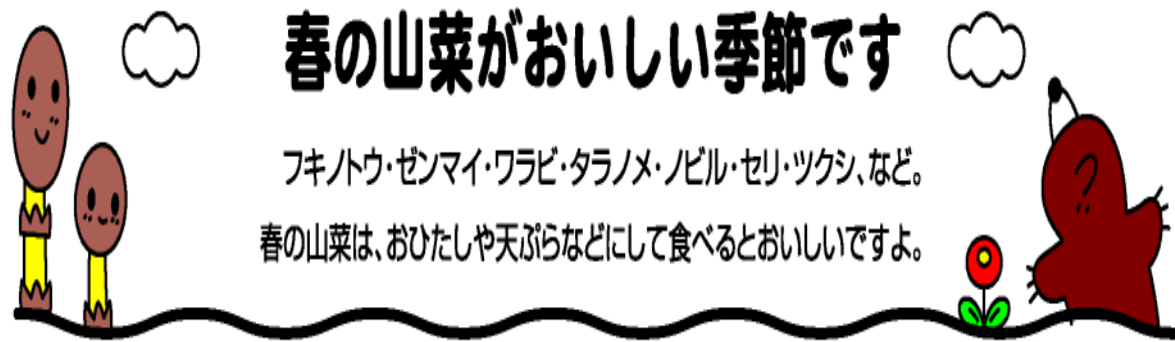 春の山菜がおいしい季節です
フキノトウ・ゼンマイ・ワラビ・タラノメ・ノビル・セリ・ツクシ、など。
春の山菜は、おひたしや天ぷらなどにして食べるとおいしいですよ。